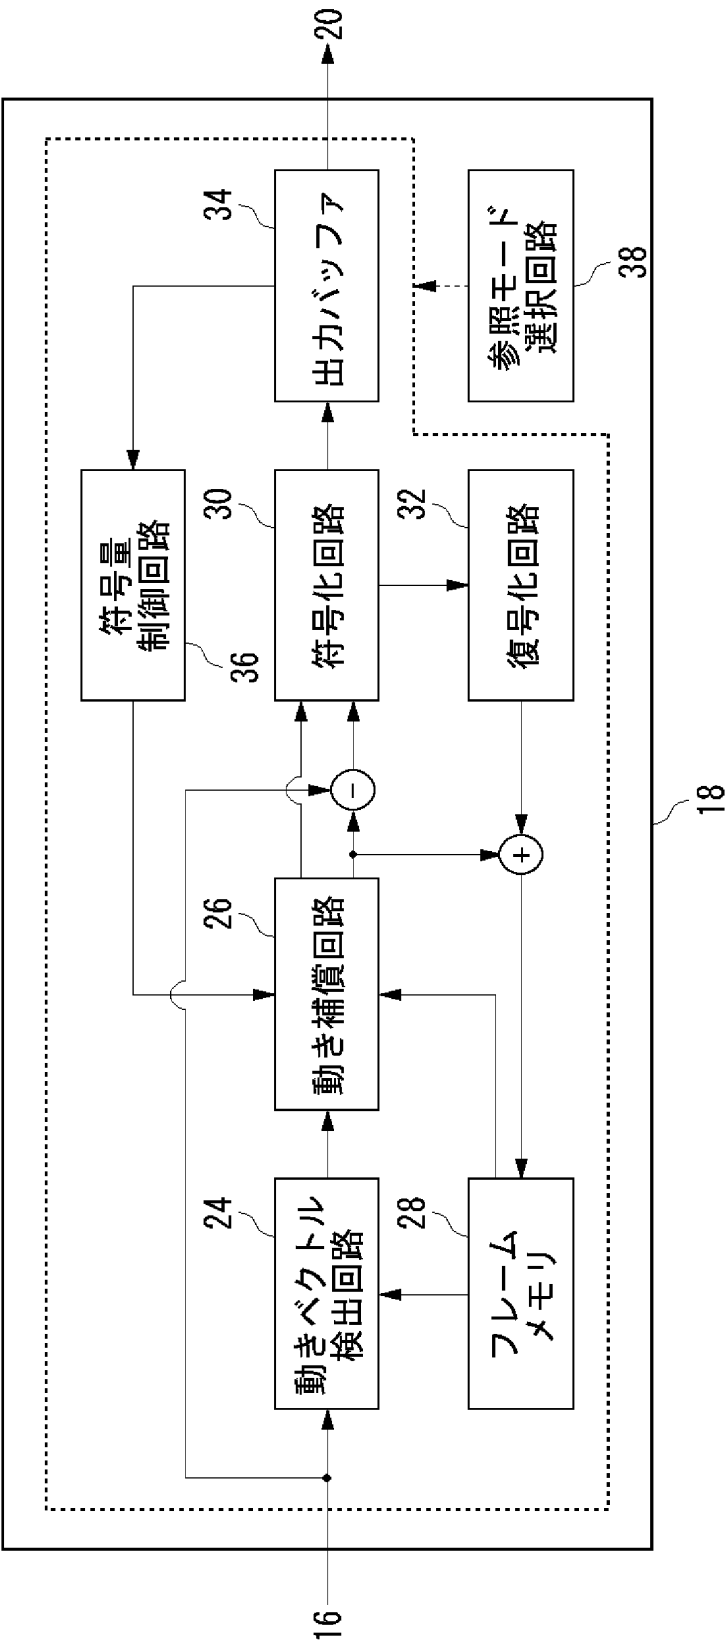 16
動きベクトル
検出回路
24
フレーム
メモリ
28
動き補償回路
26
符号量
制御回路
36
-
+
符号化回路
30
復号化回路
32
出力バッファ
34
参照モード
選択回路
38
20
18